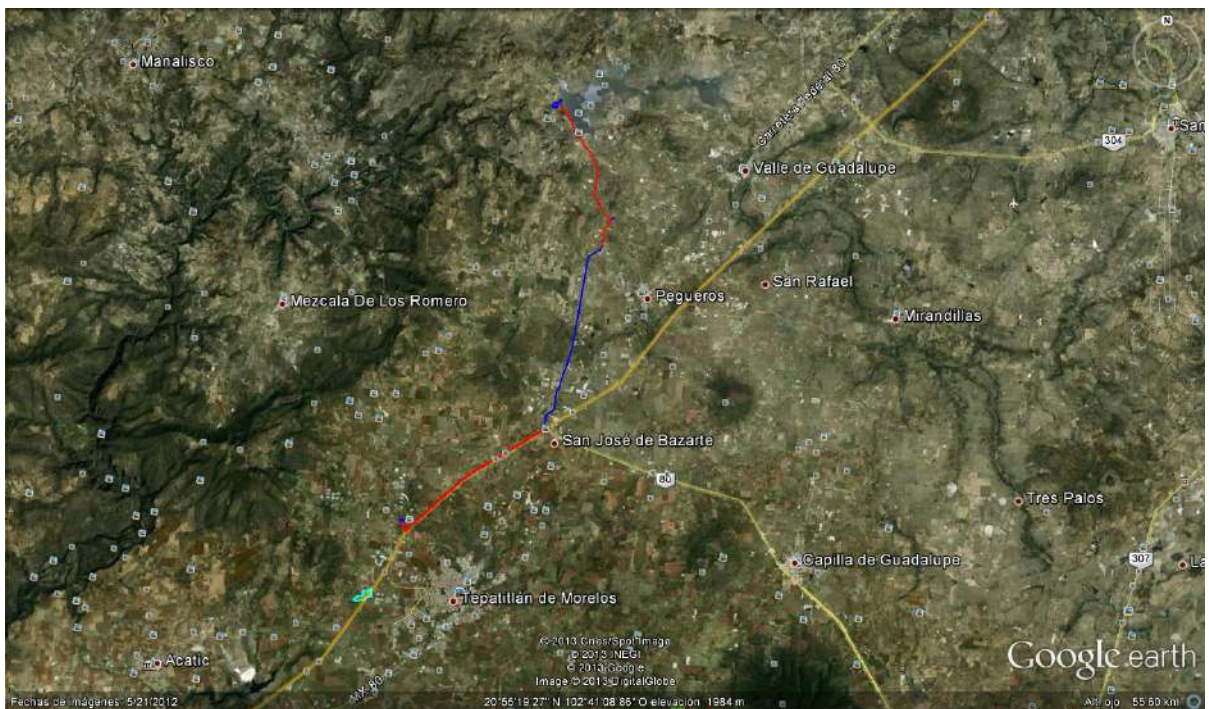 Manalisco
N
Carretera Federal 80
304
San
Valle de Guadalupe
San Rafael
Pegueros
Mezcala De Los Romero
Mirandillas
San José de Bazarte
80
Tres Palos
Capilla de Guadalupe
307
La
Tepatitlán de Morelos
Acatic
MX 80
© 2013 Cnes/Spot Image
© 2013 INEGI
© 2013 Google
Image © 2013 DigitalGlobe
Google earth
Fechas de imágenes: 5/21/2012
20°55'19.27" N 102°41'08.86" O elevación 1984 m
Alt. ojo 55.60 km